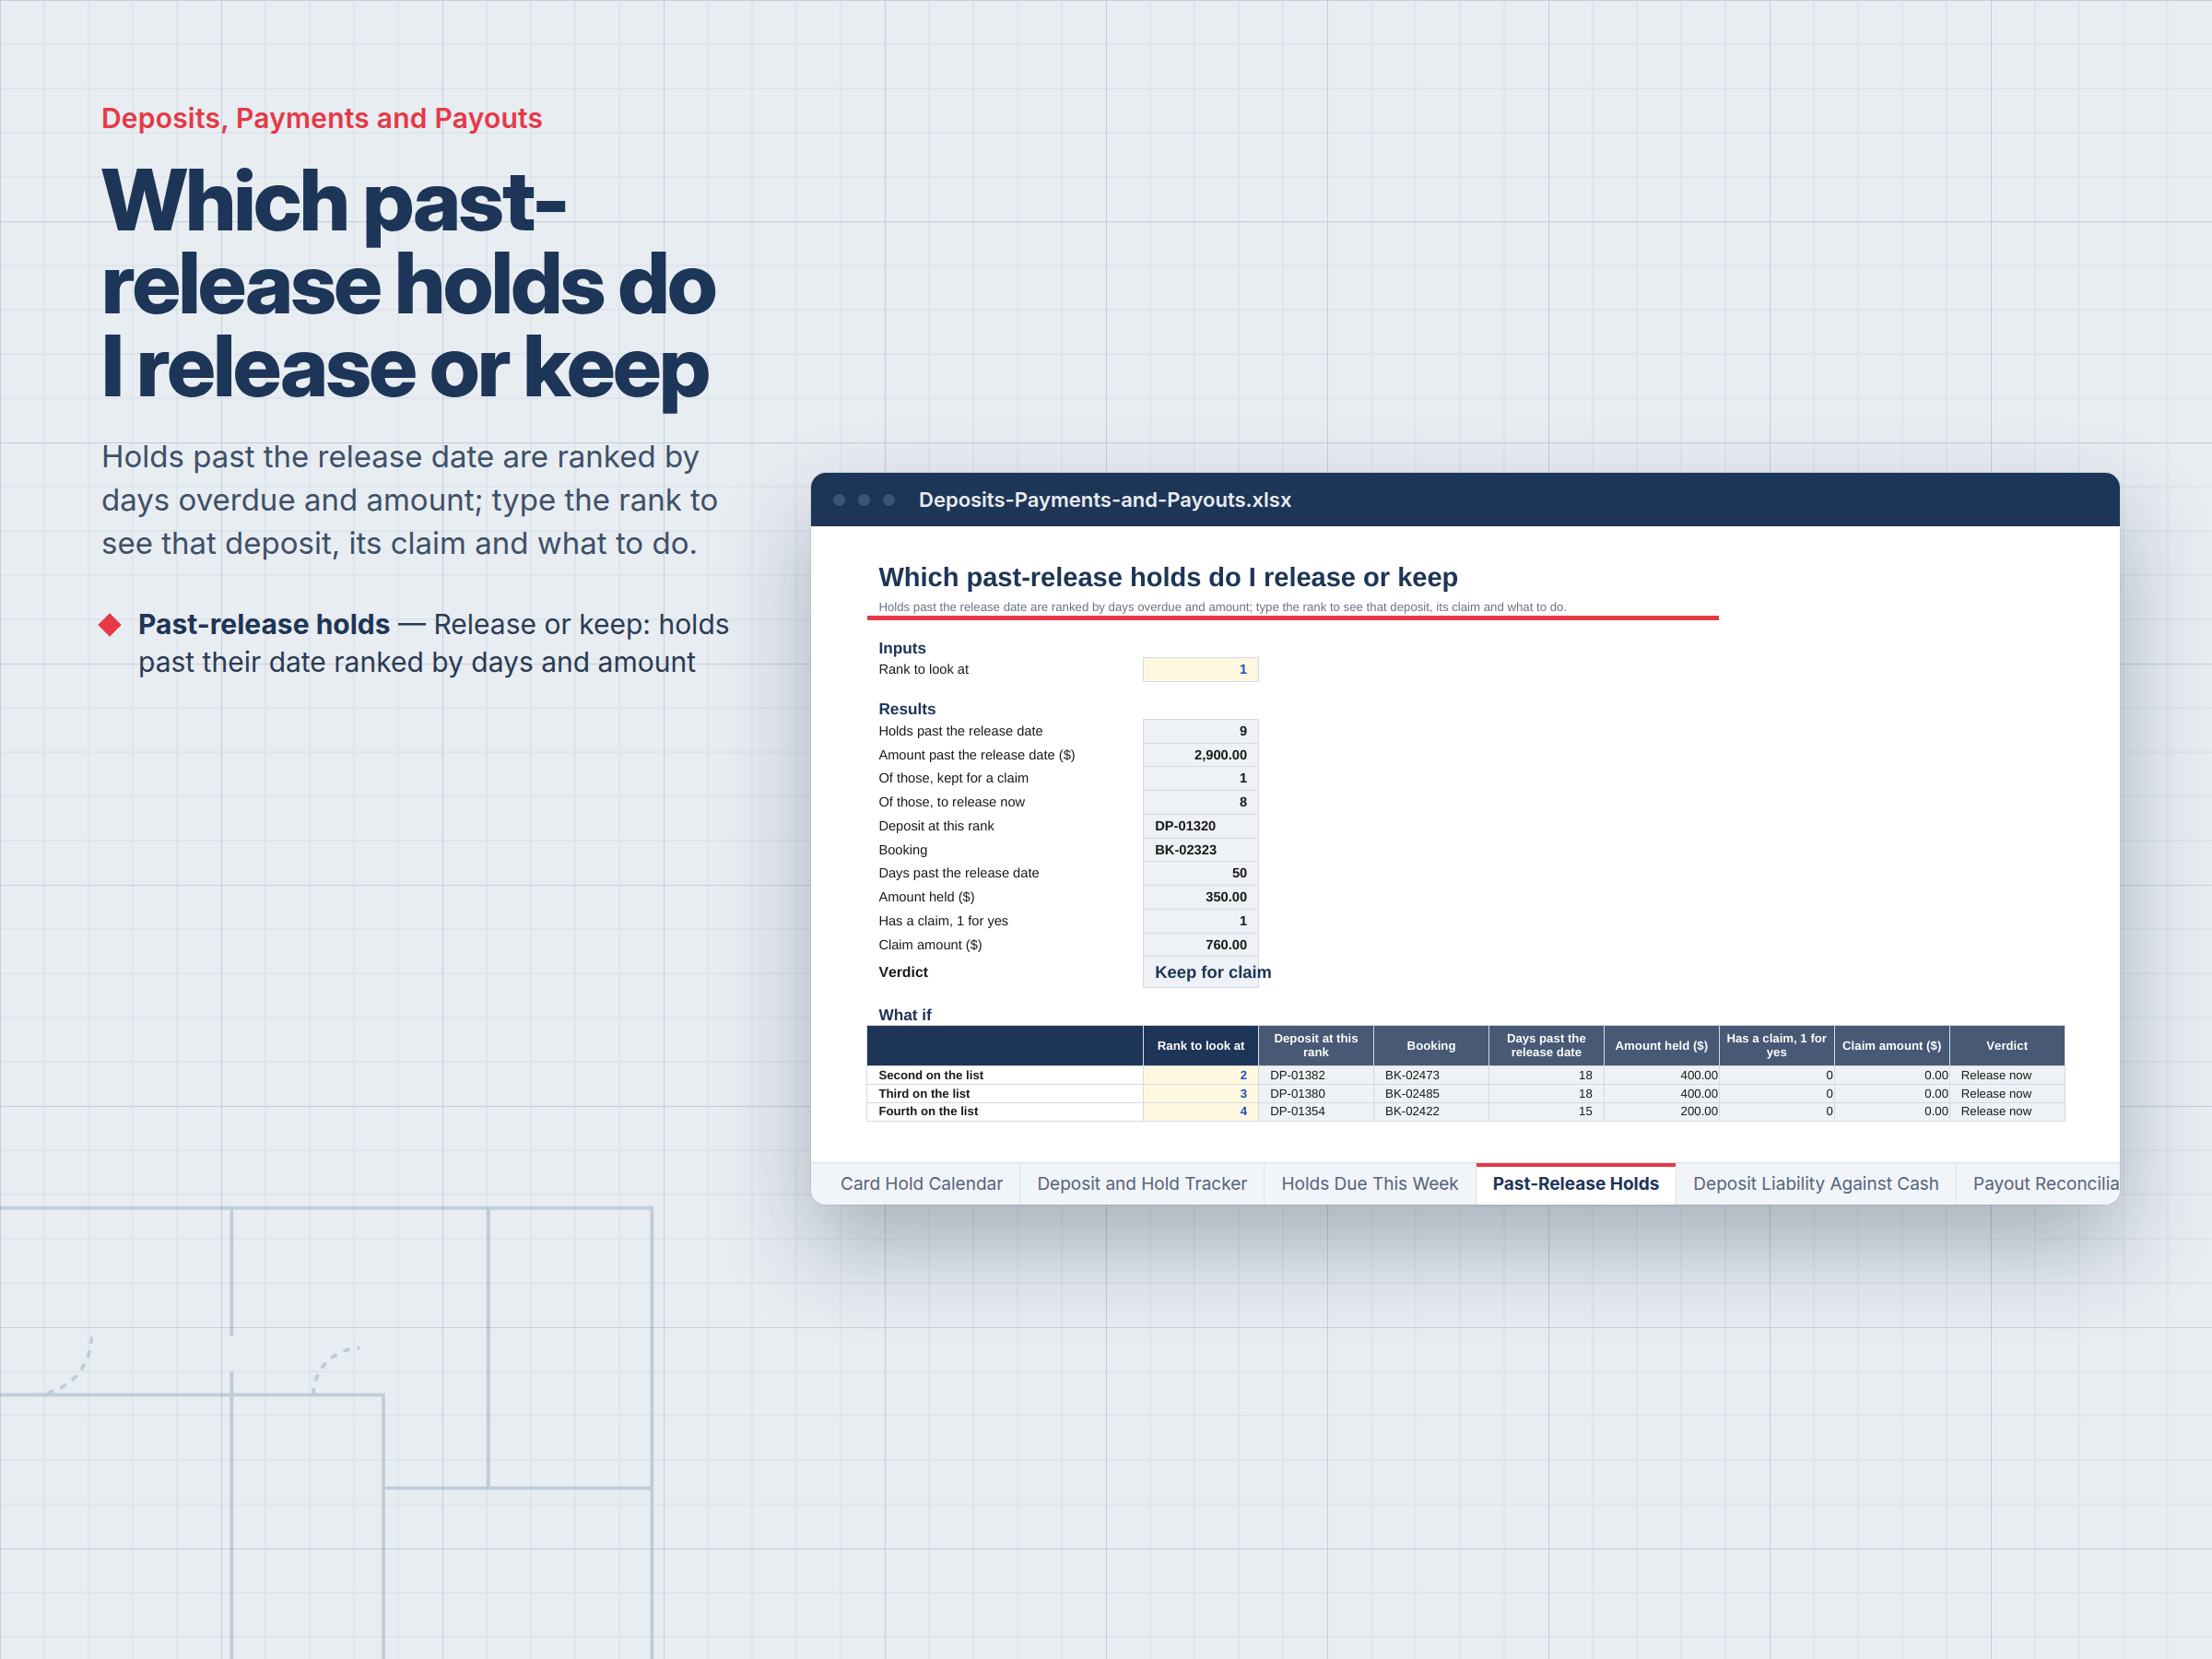 Deposits, Payments and Payouts
Which past-
release holds do
I release or keep
Holds past the release date are ranked by
days overdue and amount; type the rank to
see that deposit, its claim and what to do.
Past-release holds — Release or keep: holds
past their date ranked by days and amount
Deposits-Payments-and-Payouts.xlsx
Which past-release holds do I release or keep
Holds past the release date are ranked by days overdue and amount; type the rank to see that deposit, its claim and what to do.
Inputs
Rank to look at 1
Results
Holds past the release date 9
Amount past the release date ($) 2,900.00
Of those, kept for a claim 1
Of those, to release now 8
Deposit at this rank DP-01320
Booking BK-02323
Days past the release date 50
Amount held ($) 350.00
Has a claim, 1 for yes 1
Claim amount ($) 760.00
Verdict Keep for claim
What if
Rank to look at Deposit at this rank Booking Days past the release date Amount held ($) Has a claim, 1 for yes Claim amount ($) Verdict
Second on the list 2 DP-01382 BK-02473 18 400.00 0 0.00 Release now
Third on the list 3 DP-01380 BK-02485 18 400.00 0 0.00 Release now
Fourth on the list 4 DP-01354 BK-02422 15 200.00 0 0.00 Release now
Card Hold Calendar Deposit and Hold Tracker Holds Due This Week Past-Release Holds Deposit Liability Against Cash Payout Reconcilia